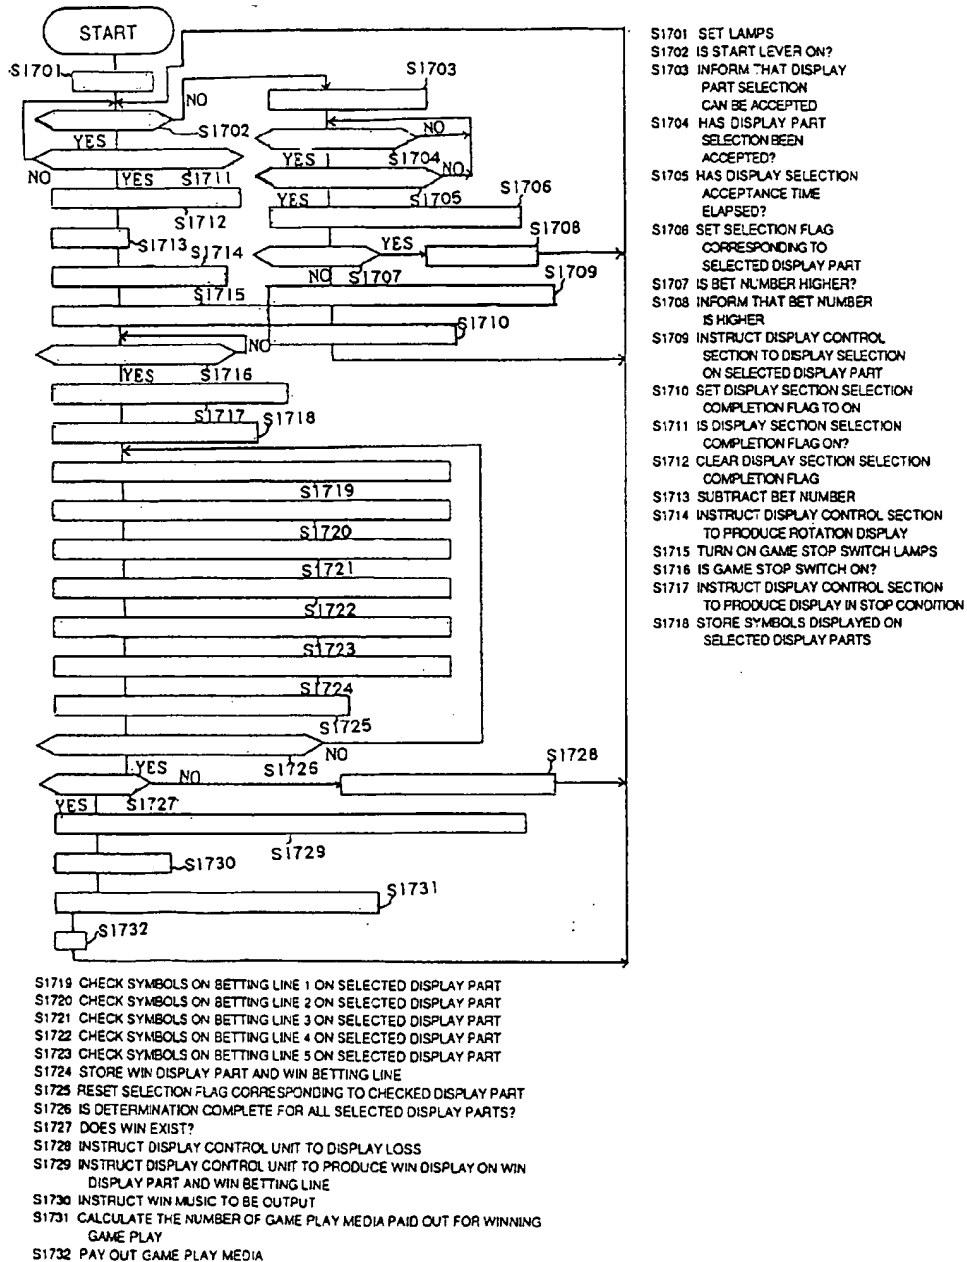 START
S1701
NO
S1702
YES
NO
YES
S1711
S1712
S1713
S1714
S1715
NO
YES
S1716
S1717
S1718
S1719
S1720
S1721
S1722
S1723
S1724
S1725
NO
S1726
YES
NO
S1728
S1727
YES
S1729
S1730
S1731
S1732
S1703
NO
YES
S1704
NO
YES
S1705
S1706
YES
S1708
NO
S1707
S1709
S1710
S1701 SET LAMPS
S1702 IS START LEVER ON?
S1703 INFORM THAT DISPLAY
PART SELECTION
CAN BE ACCEPTED
S1704 HAS DISPLAY PART
SELECTION BEEN
ACCEPTED?
S1705 HAS DISPLAY SELECTION
ACCEPTANCE TIME
ELAPSED?
S1706 SET SELECTION FLAG
CORRESPONDING TO
SELECTED DISPLAY PART
S1707 IS BET NUMBER HIGHER?
S1708 INFORM THAT BET NUMBER
IS HIGHER
S1709 INSTRUCT DISPLAY CONTROL
SECTION TO DISPLAY SELECTION
ON SELECTED DISPLAY PART
S1710 SET DISPLAY SECTION SELECTION
COMPLETION FLAG TO ON
S1711 IS DISPLAY SECTION SELECTION
COMPLETION FLAG ON?
S1712 CLEAR DISPLAY SECTION SELECTION
COMPLETION FLAG
S1713 SUBTRACT BET NUMBER
S1714 INSTRUCT DISPLAY CONTROL SECTION
TO PRODUCE ROTATION DISPLAY
S1715 TURN ON GAME STOP SWITCH LAMPS
S1716 IS GAME STOP SWITCH ON?
S1717 INSTRUCT DISPLAY CONTROL SECTION
TO PRODUCE DISPLAY IN STOP CONDITION
S1718 STORE SYMBOLS DISPLAYED ON
SELECTED DISPLAY PARTS
S1719 CHECK SYMBOLS ON BETTING LINE 1 ON SELECTED DISPLAY PART
S1720 CHECK SYMBOLS ON BETTING LINE 2 ON SELECTED DISPLAY PART
S1721 CHECK SYMBOLS ON BETTING LINE 3 ON SELECTED DISPLAY PART
S1722 CHECK SYMBOLS ON BETTING LINE 4 ON SELECTED DISPLAY PART
S1723 CHECK SYMBOLS ON BETTING LINE 5 ON SELECTED DISPLAY PART
S1724 STORE WIN DISPLAY PART AND WIN BETTING LINE
S1725 RESET SELECTION FLAG CORRESPONDING TO CHECKED DISPLAY PART
S1726 IS DETERMINATION COMPLETE FOR ALL SELECTED DISPLAY PARTS?
S1727 DOES WIN EXIST?
S1728 INSTRUCT DISPLAY CONTROL UNIT TO DISPLAY LOSS
S1729 INSTRUCT DISPLAY CONTROL UNIT TO PRODUCE WIN DISPLAY ON WIN
DISPLAY PART AND WIN BETTING LINE
S1730 INSTRUCT WIN MUSIC TO BE OUTPUT
S1731 CALCULATE THE NUMBER OF GAME PLAY MEDIA PAID OUT FOR WINNING
GAME PLAY
S1732 PAY OUT GAME PLAY MEDIA